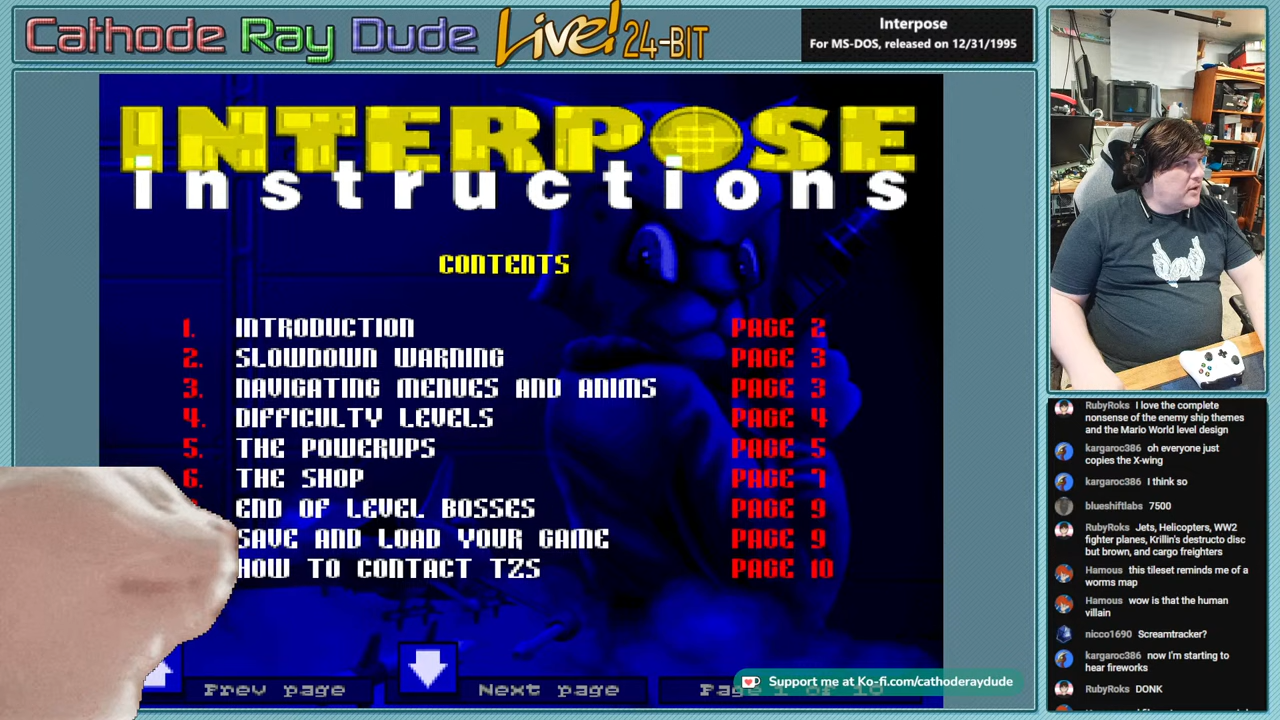 Cathode Ray Dude Live! 24-BIT
Interpose
For MS-DOS, released on 12/31/1995
INTERPOSE
instructions
CONTENTS
1. INTRODUCTION PAGE 2
2. SLOWDOWN WARNING PAGE 3
3. NAVIGATING MENUES AND ANIMS PAGE 3
4. DIFFICULTY LEVELS PAGE 4
5. THE POWERUPS PAGE 5
6. THE SHOP PAGE 7
END OF LEVEL BOSSES PAGE 9
SAVE AND LOAD YOUR GAME PAGE 9
HOW TO CONTACT TZS PAGE 10
Prev page Next page Page 1 of 10
Support me at Ko-fi.com/cathoderaydude
RubyRoks I love the complete
nonsense of the enemy ship themes
and the Mario World level design
kargaroc386 oh everyone just
copies the X-wing
kargaroc386 I think so
blueshiftlabs 7500
RubyRoks Jets, Helicopters, WW2
fighter planes, Krillin's destructo disc
but brown, and cargo freighters
Hamous this tileset reminds me of a
worms map
Hamous wow is that the human
villain
nicco1690 Screamtracker?
kargaroc386 now I'm starting to
hear fireworks
RubyRoks DONK